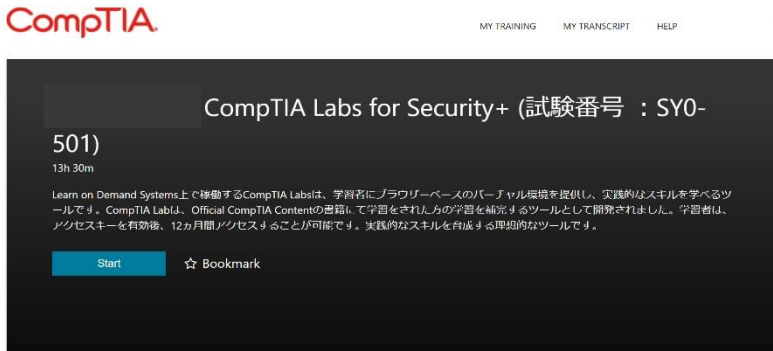 CompTIA.
MY TRAINING MY TRANSCRIPT HELP
CompTIA Labs for Security+ (試験番号 ：SY0-
501)
13h 30m
Learn on Demand Systems上で稼働するCompTIA Labsは、学習者にブラウザーベースのバーチャル環境を提供し、実践的なスキルを学べるツ
ールです。CompTIA Labは、Official CompTIA Contentの書籍にて学習をされた方の学習を補完するツールとして開発されました。学習者は、
アクセスキーを有効後、12ヵ月間アクセスすることが可能です。実践的なスキルを育成する理想的なツールです。
Start ☆ Bookmark